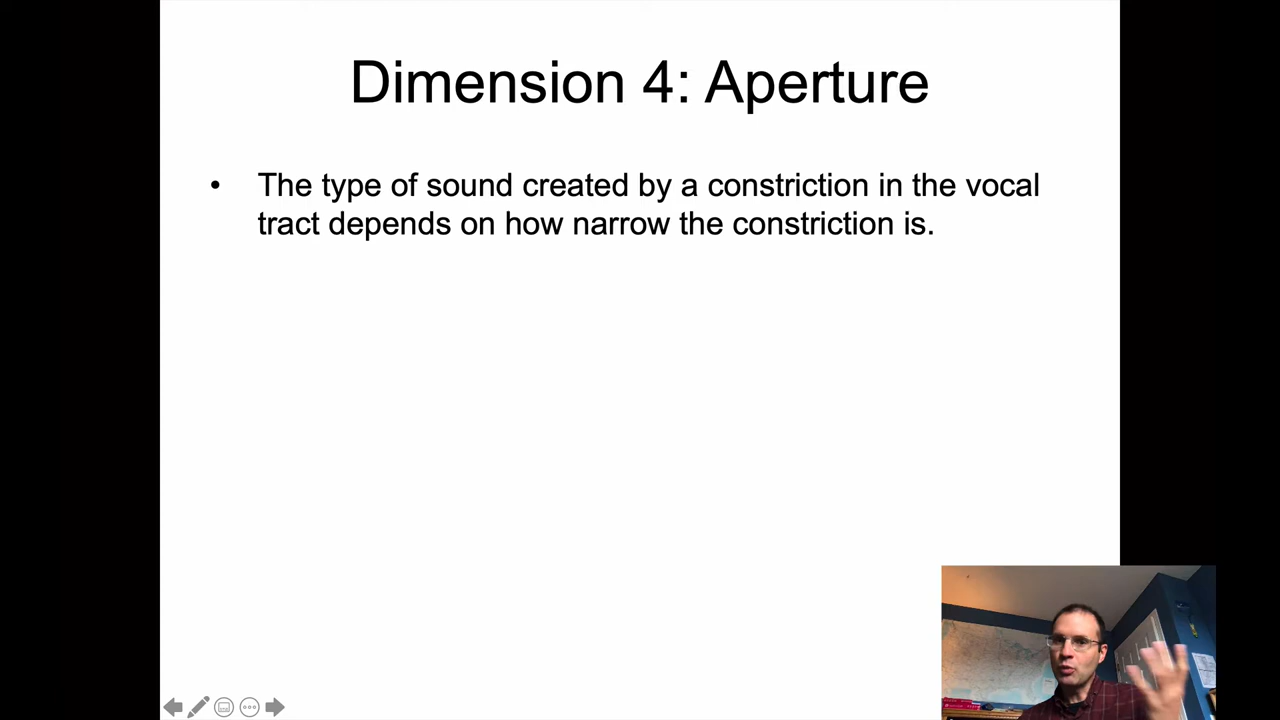 Dimension 4: Aperture
• The type of sound created by a constriction in the vocal
tract depends on how narrow the constriction is.